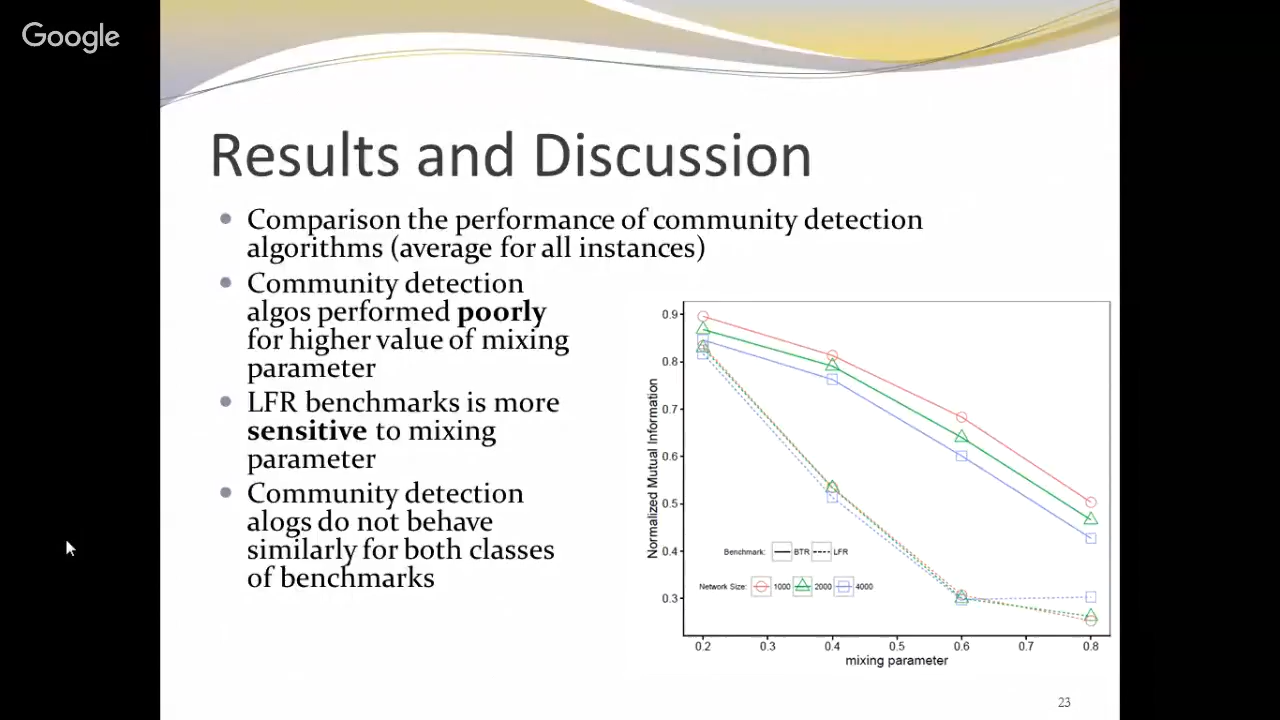 Google
Results and Discussion
Comparison the performance of community detection
algorithms (average for all instances)
Community detection
algos performed poorly
for higher value of mixing
parameter
LFR benchmarks is more
sensitive to mixing
parameter
Community detection
alogs do not behave
similarly for both classes
of benchmarks
Normalized Mutual Information
0.9
0.8
0.7
0.6
0.5
0.4
0.3
Benchmark: BTR LFR
Network Size: 1000 2000 4000
0.2 0.3 0.4 0.5 0.6 0.7 0.8
mixing parameter
23